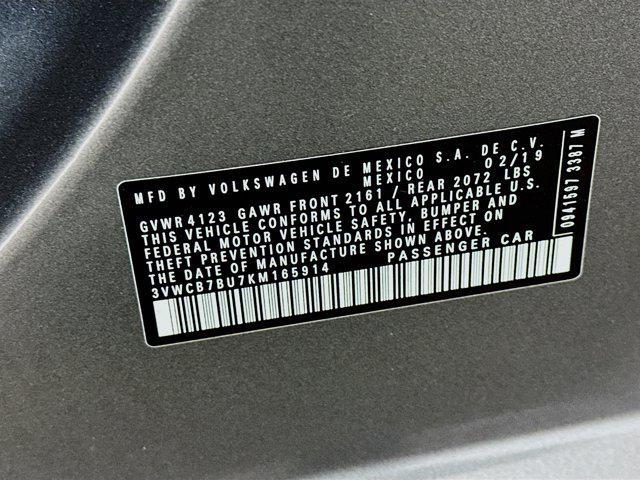 MFD BY VOLKSWAGEN DE MEXICO S.A. DE C.V.
MEXICO 02/19
GVWR 4123 GAWR FRONT 2161 / REAR 2072 LBS
THIS VEHICLE CONFORMS TO ALL APPLICABLE U.S.
FEDERAL MOTOR VEHICLE SAFETY, BUMPER AND
THEFT PREVENTION STANDARDS IN EFFECT ON
THE DATE OF MANUFACTURE SHOWN ABOVE.
3VWCB7BU7KM165914 PASSENGER CAR
0941597 3387 M